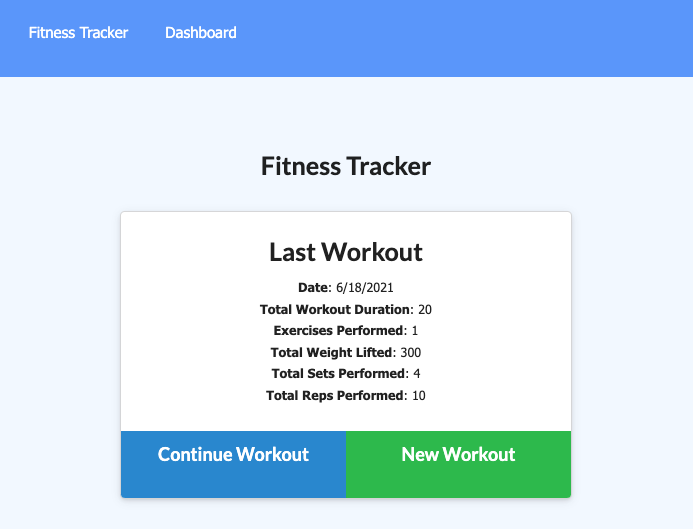 Fitness Tracker Dashboard
Fitness Tracker
Last Workout
Date: 6/18/2021
Total Workout Duration: 20
Exercises Performed: 1
Total Weight Lifted: 300
Total Sets Performed: 4
Total Reps Performed: 10
Continue Workout New Workout